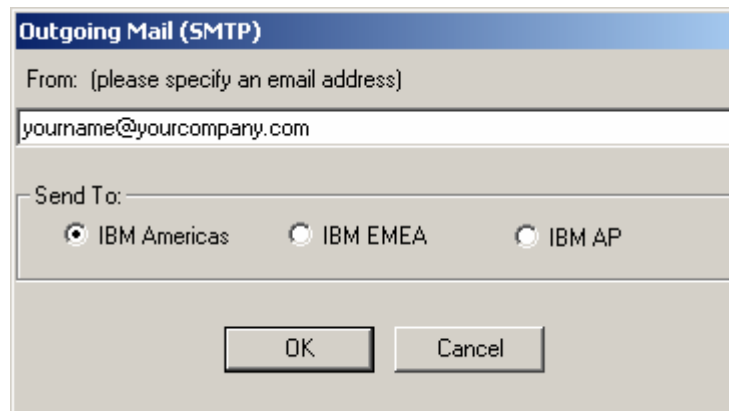 Outgoing Mail (SMTP)
From: (please specify an email address)
yourname@yourcompany.com
Send To:
IBM Americas IBM EMEA IBM AP
OK Cancel